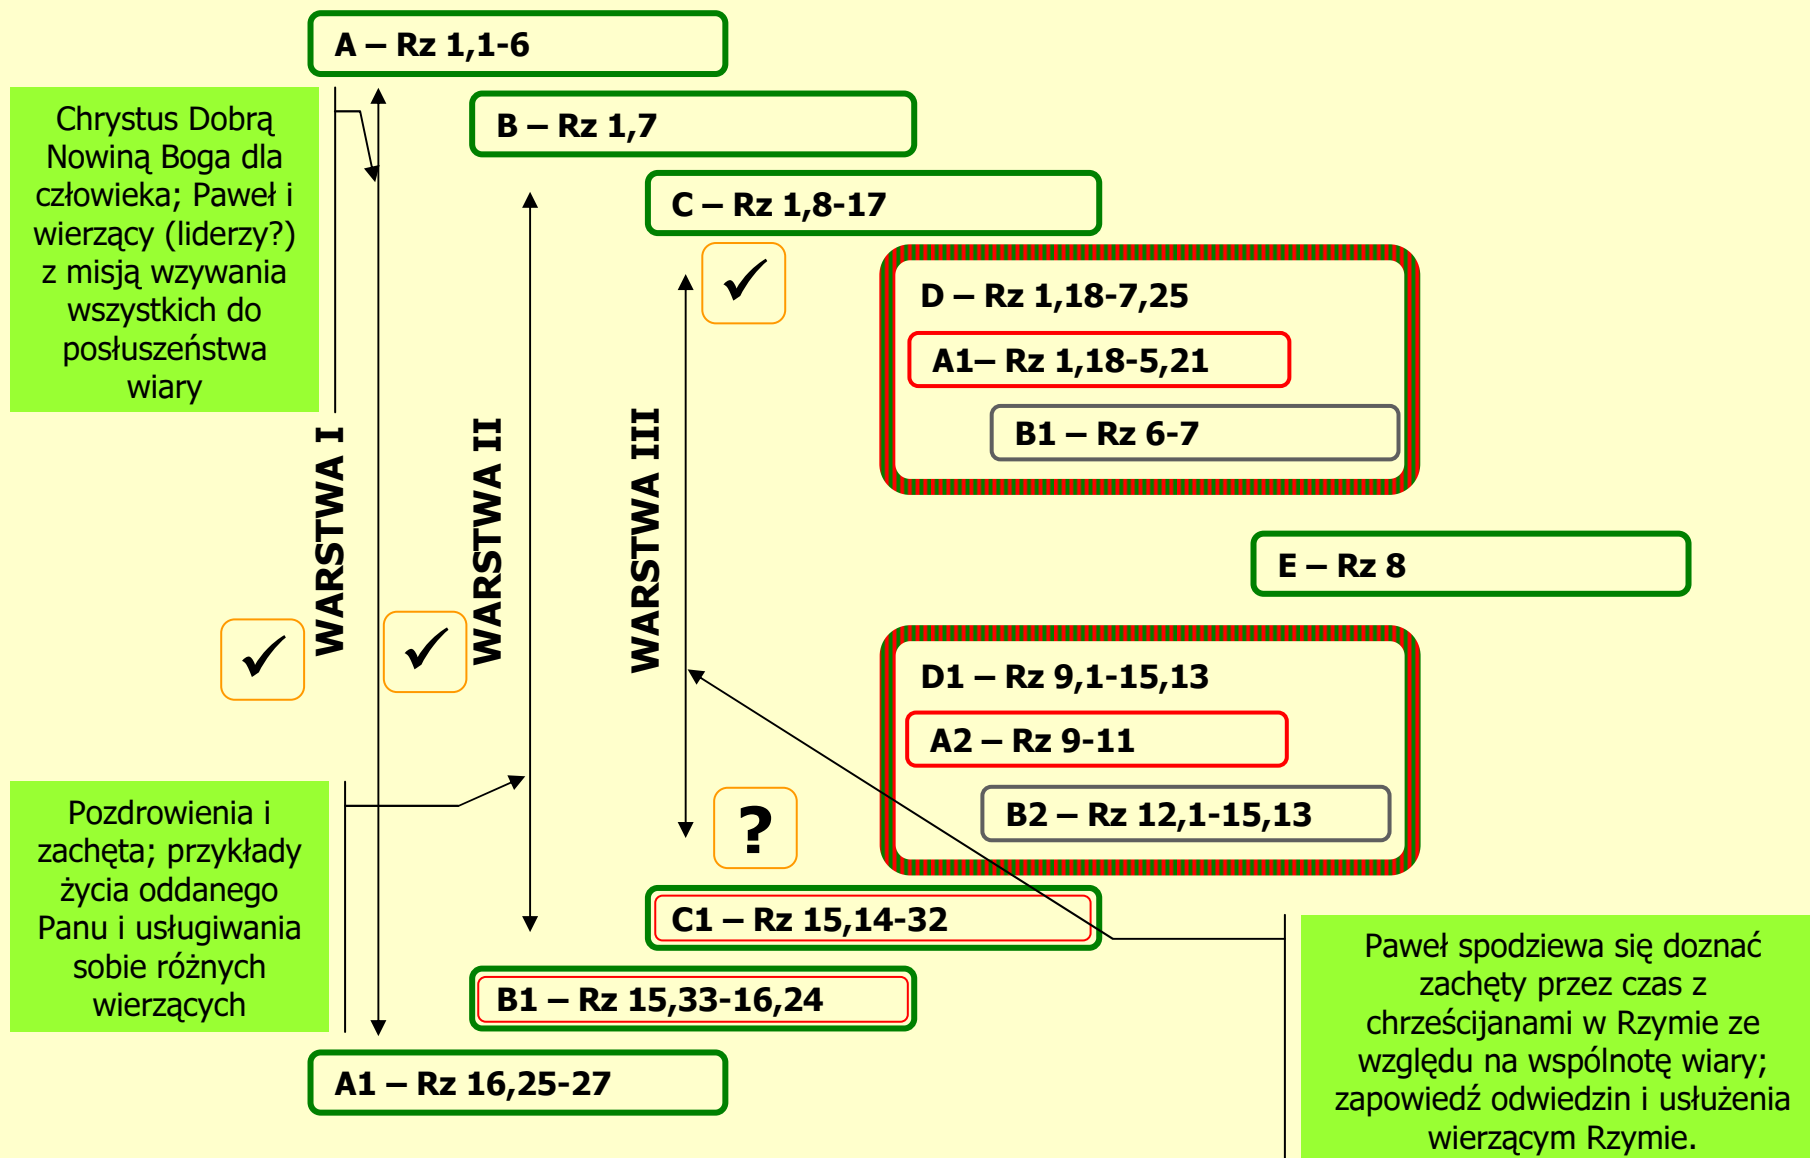 A – Rz 1,1-6
Chrystus Dobrą
Nowiną Boga dla
człowieka; Paweł i
wierzący (liderzy?)
z misją wzywania
wszystkich do
posłuszeństwa
wiary
B – Rz 1,7
C – Rz 1,8-17
D – Rz 1,18-7,25
A1– Rz 1,18-5,21
B1 – Rz 6-7
WARSTWA I
WARSTWA II
WARSTWA III
E – Rz 8
D1 – Rz 9,1-15,13
A2 – Rz 9-11
B2 – Rz 12,1-15,13
?
Pozdrowienia i
zachęta; przykłady
życia oddanego
Panu i usługiwania
sobie różnych
wierzących
C1 – Rz 15,14-32
B1 – Rz 15,33-16,24
A1 – Rz 16,25-27
Paweł spodziewa się doznać
zachęty przez czas z
chrześcijanami w Rzymie ze
względu na wspólnotę wiary;
zapowiedź odwiedzin i usłużenia
wierzącym Rzymie.